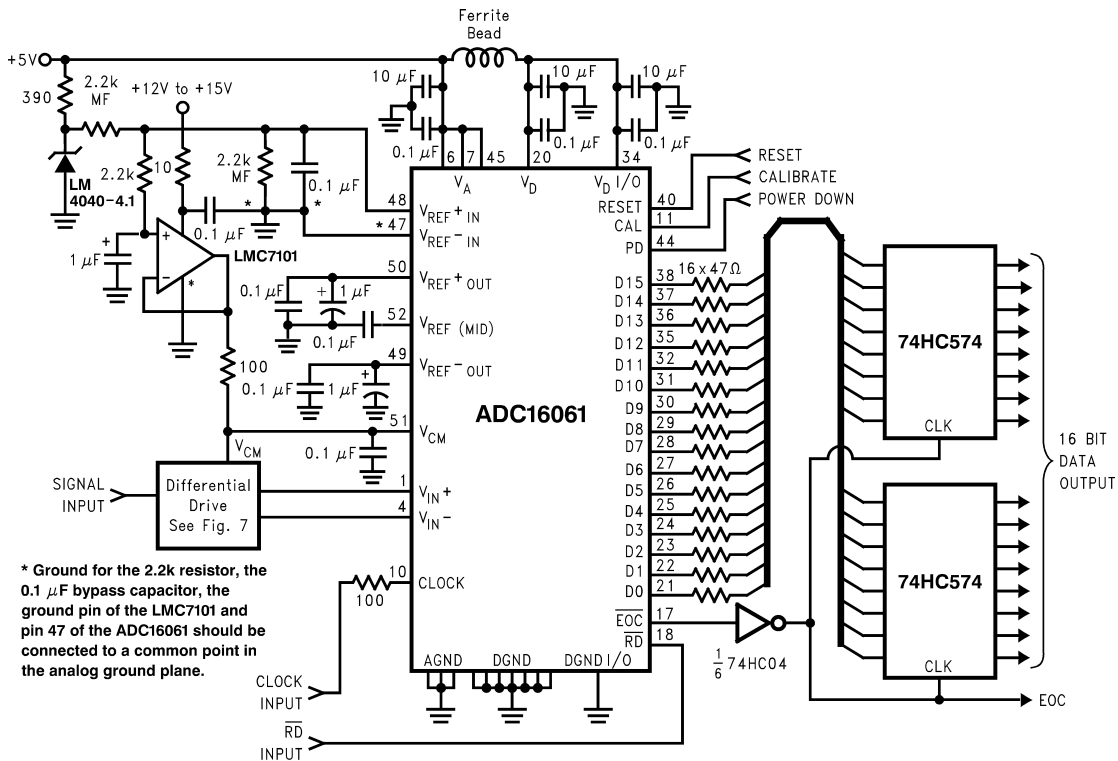 Ferrite
Bead
+5V
390
2.2k
MF
+12V to +15V
10 µF
10 µF
10 µF
0.1 µF
0.1 µF
0.1 µF
6 7 45
20
34
V_A
V_D
V_D I/O
2.2k
10
2.2k
MF
0.1 µF
LM
4040-4.1
0.1 µF
*
*
1 µF
+
+
−
*
LMC7101
48
V_REF+ IN
* 47
V_REF− IN
50
V_REF+ OUT
0.1 µF
+
1 µF
52
V_REF (MID)
0.1 µF
49
V_REF− OUT
0.1 µF
1 µF
+
100
51
V_CM
0.1 µF
V_CM
SIGNAL
INPUT
Differential
Drive
See Fig. 7
1
V_IN+
4
V_IN−
10
CLOCK
100
CLOCK
INPUT
R̅D̅
INPUT
ADC16061
AGND
DGND
DGND I/O
RESET
40
CAL
11
PD
44
RESET
CALIBRATE
POWER DOWN
16x47Ω
D15 38
D14 37
D13 36
D12 35
D11 32
D10 31
D9 30
D8 29
D7 28
D6 27
D5 26
D4 25
D3 24
D2 23
D1 22
D0 21
E̅O̅C̅ 17
R̅D̅ 18
1/6 74HC04
74HC574
CLK
74HC574
CLK
16 BIT
DATA
OUTPUT
EOC
* Ground for the 2.2k resistor, the
0.1 µF bypass capacitor, the
ground pin of the LMC7101 and
pin 47 of the ADC16061 should be
connected to a common point in
the analog ground plane.